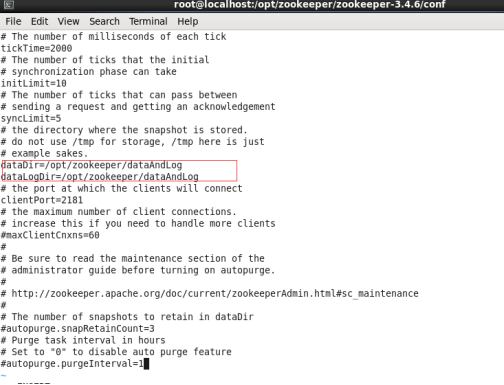 root@localhost:/opt/zookeeper/zookeeper-3.4.6/conf
File Edit View Search Terminal Help
# The number of milliseconds of each tick
tickTime=2000
# The number of ticks that the initial
# synchronization phase can take
initLimit=10
# The number of ticks that can pass between
# sending a request and getting an acknowledgement
syncLimit=5
# the directory where the snapshot is stored.
# do not use /tmp for storage, /tmp here is just
# example sakes.
dataDir=/opt/zookeeper/dataAndLog
dataLogDir=/opt/zookeeper/dataAndLog
# the port at which the clients will connect
clientPort=2181
# the maximum number of client connections.
# increase this if you need to handle more clients
#maxClientCnxns=60
#
# Be sure to read the maintenance section of the
# administrator guide before turning on autopurge.
#
# http://zookeeper.apache.org/doc/current/zookeeperAdmin.html#sc_maintenance
#
# The number of snapshots to retain in dataDir
#autopurge.snapRetainCount=3
# Purge task interval in hours
# Set to "0" to disable auto purge feature
#autopurge.purgeInterval=1
~